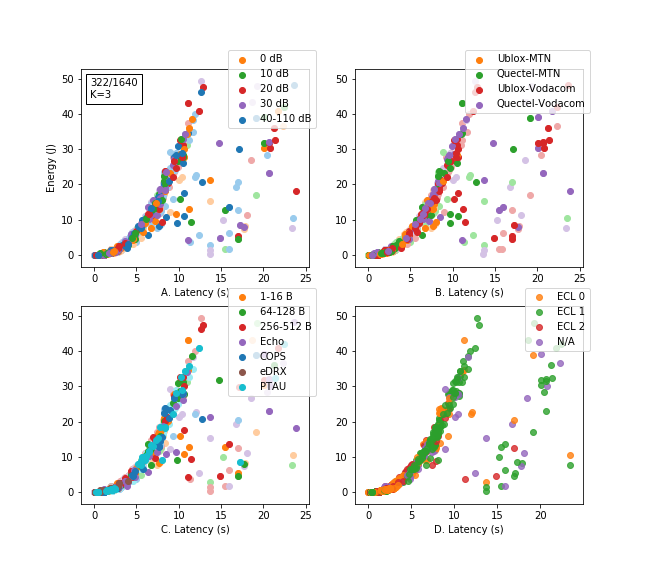 0 dB
10 dB
20 dB
30 dB
40-110 dB
322/1640
K=3
50
40
30
20
10
0
Energy (J)
0 5 10 15 20 25
A. Latency (s)
Ublox-MTN
Quectel-MTN
Ublox-Vodacom
Quectel-Vodacom
50
40
30
20
10
0
0 5 10 15 20 25
B. Latency (s)
1-16 B
64-128 B
256-512 B
Echo
COPS
eDRX
PTAU
50
40
30
20
10
0
0 5 10 15 20 25
C. Latency (s)
ECL 0
ECL 1
ECL 2
N/A
50
40
30
20
10
0
0 5 10 15 20
D. Latency (s)